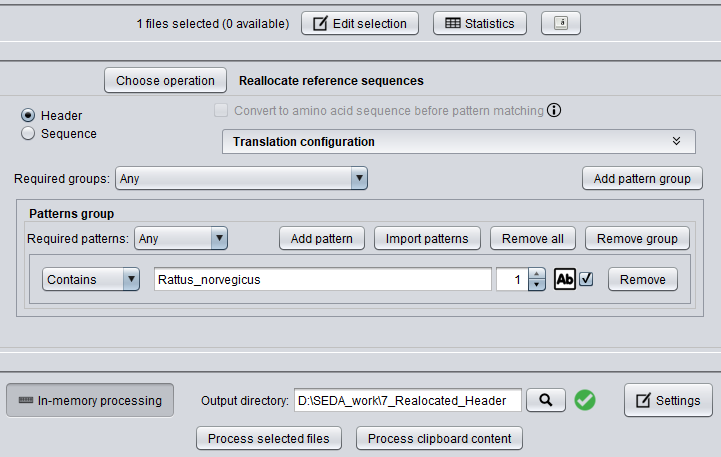 1 files selected (0 available) Edit selection Statistics
Choose operation Reallocate reference sequences
Header Convert to amino acid sequence before pattern matching
Sequence
Translation configuration
Required groups: Any Add pattern group
Patterns group
Required patterns: Any Add pattern Import patterns Remove all Remove group
Contains Rattus_norvegicus 1 Ab Remove
In-memory processing Output directory: D:\SEDA_work\7_Realocated_Header Settings
Process selected files Process clipboard content